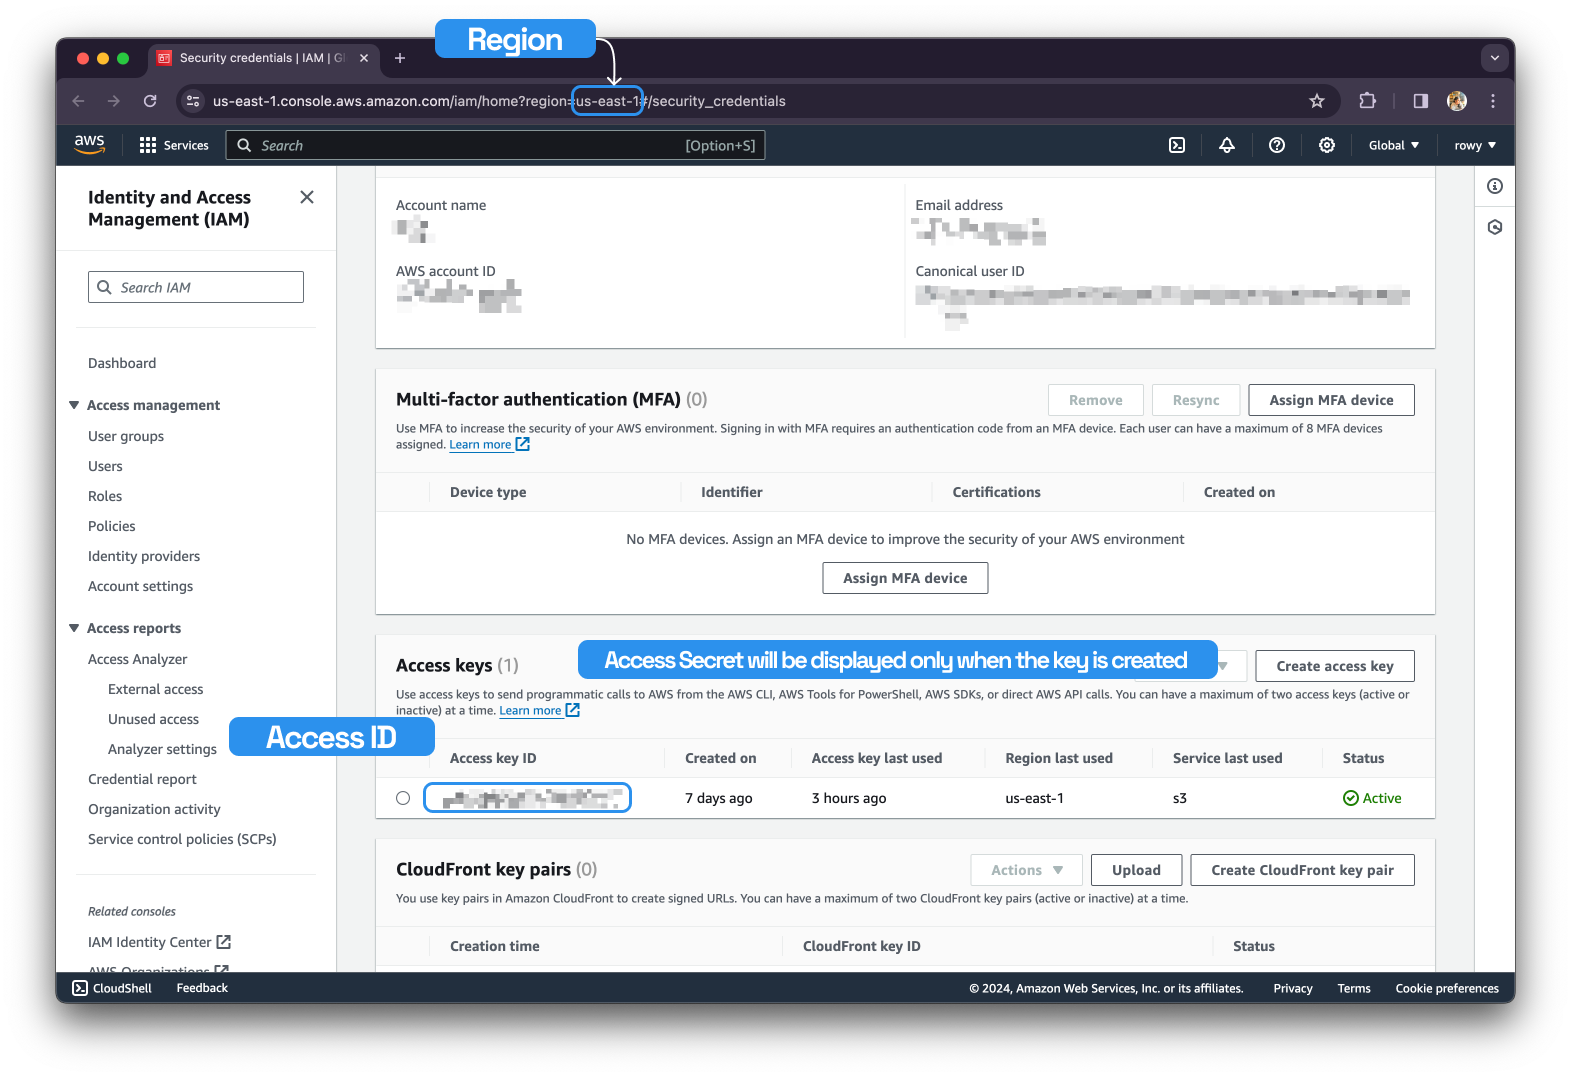 Region
Security credentials | IAM | Gl
us-east-1.console.aws.amazon.com/iam/home?region=us-east-1#/security_credentials
aws
Services
Search
[Option+S]
Global
rowy
Identity and Access
Management (IAM)
Search IAM
Dashboard
Access management
User groups
Users
Roles
Policies
Identity providers
Account settings
Access reports
Access Analyzer
External access
Unused access
Analyzer settings
Credential report
Organization activity
Service control policies (SCPs)
Related consoles
IAM Identity Center
AWS Organizations
Account name
Email address
AWS account ID
Canonical user ID
Multi-factor authentication (MFA) (0)
Remove
Resync
Assign MFA device
Use MFA to increase the security of your AWS environment. Signing in with MFA requires an authentication code from an MFA device. Each user can have a maximum of 8 MFA devices
assigned. Learn more
Device type
Identifier
Certifications
Created on
No MFA devices. Assign an MFA device to improve the security of your AWS environment
Assign MFA device
Access keys (1)
Access Secret will be displayed only when the key is created
Create access key
Use access keys to send programmatic calls to AWS from the AWS CLI, AWS Tools for PowerShell, AWS SDKs, or direct AWS API calls. You can have a maximum of two access keys (active or
inactive) at a time. Learn more
Access ID
Access key ID
Created on
Access key last used
Region last used
Service last used
Status
7 days ago
3 hours ago
us-east-1
s3
Active
CloudFront key pairs (0)
Actions
Upload
Create CloudFront key pair
You use key pairs in Amazon CloudFront to create signed URLs. You can have a maximum of two CloudFront key pairs (active or inactive) at a time.
Creation time
CloudFront key ID
Status
CloudShell
Feedback
© 2024, Amazon Web Services, Inc. or its affiliates.
Privacy
Terms
Cookie preferences